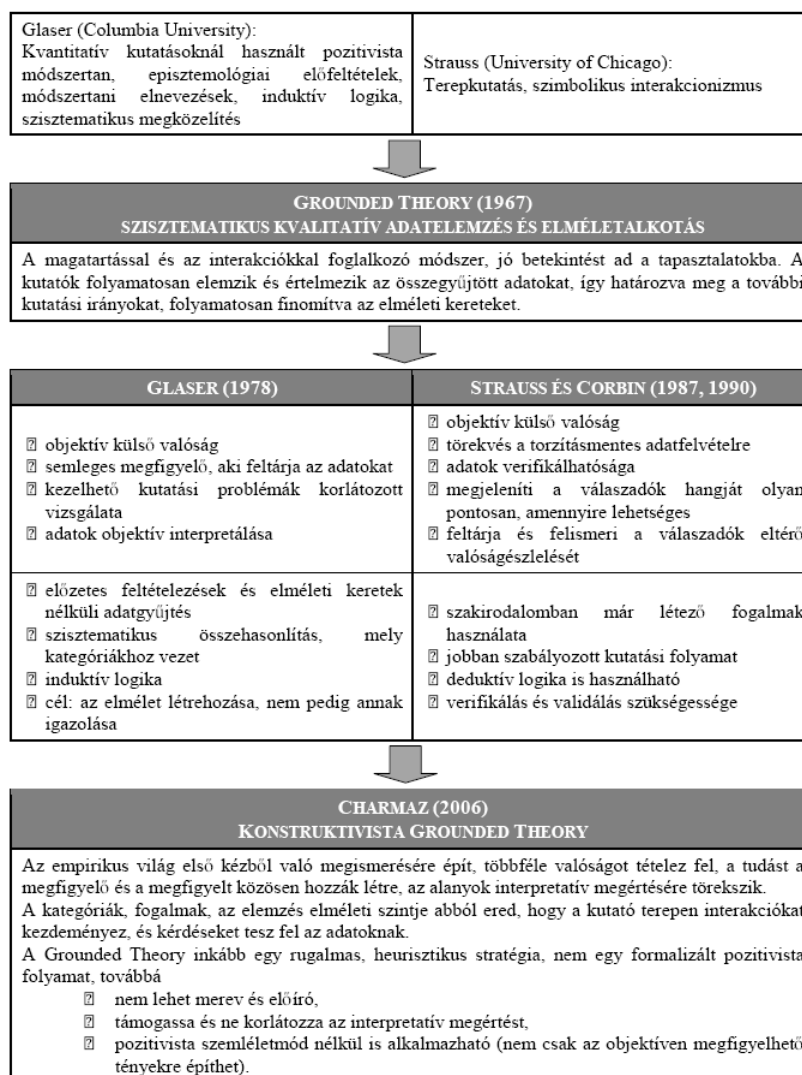 Glaser (Columbia University):
Kvantitatív kutatásoknál használt pozitivista
módszertan, episztemológiai előfeltételek,
módszertani elnevezések, induktív logika,
szisztematikus megközelítés
Strauss (University of Chicago):
Terepkutatás, szimbolikus interakcionizmus
GROUNDED THEORY (1967)
SZISZTEMATIKUS KVALITATÍV ADATELEMZÉS ÉS ELMÉLETALKOTÁS
A magatartással és az interakciókkal foglalkozó módszer, jó betekintést ad a tapasztalatokba. A
kutatók folyamatosan elemzik és értelmezik az összegyűjtött adatokat, így határozva meg a további
kutatási irányokat, folyamatosan finomítva az elméleti kereteket.
GLASER (1978)
objektív külső valóság
semleges megfigyelő, aki feltárja az adatokat
kezelhető kutatási problémák korlátozott
vizsgálata
adatok objektív interpretálása
STRAUSS ÉS CORBIN (1987, 1990)
objektív külső valóság
törekvés a torzításmentes adatfelvételre
adatok verifikálhatósága
megjeleníti a válaszadók hangját olyan
pontosan, amennyire lehetséges
feltárja és felismeri a válaszadók eltérő
valóságészlelését
előzetes feltételezések és elméleti keretek
nélküli adatgyűjtés
szisztematikus összehasonlítás, mely
kategóriákhoz vezet
induktív logika
cél: az elmélet létrehozása, nem pedig annak
igazolása
szakirodalomban már létező fogalmak
használata
jobban szabályozott kutatási folyamat
deduktív logika is használható
verifikálás és validálás szükségessége
CHARMAZ (2006)
KONSTRUKTIVISTA GROUNDED THEORY
Az empirikus világ első kézből való megismerésére épít, többféle valóságot tételez fel, a tudást a
megfigyelő és a megfigyelt közösen hozzák létre, az alanyok interpretatív megértésére törekszik.
A kategóriák, fogalmak, az elemzés elméleti szintje abból ered, hogy a kutató terepen interakciókat
kezdeményez, és kérdéseket tesz fel az adatoknak.
A Grounded Theory inkább egy rugalmas, heurisztikus stratégia, nem egy formalizált pozitivista
folyamat, továbbá
nem lehet merev és előíró,
támogassa és ne korlátozza az interpretatív megértést,
pozitivista szemléletmód nélkül is alkalmazható (nem csak az objektíven megfigyelhető
tényekre építhet).